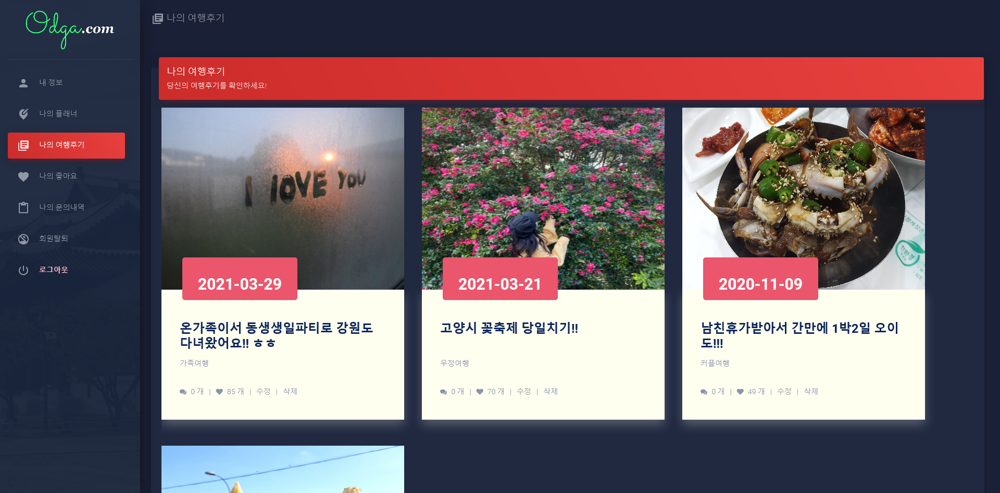 Odga.com
나의 여행후기
내 정보
나의 플래너
나의 여행후기
나의 좋아요
나의 문의내역
회원탈퇴
로그아웃
나의 여행후기
당신의 여행후기를 확인하세요!
I lOVE YOU
2021-03-29
온가족이서 동생생일파티로 강원도
다녀왔어요!! ㅎㅎ
가족여행
0 개 | 85 개 | 수정 | 삭제
2021-03-21
고양시 꽃축제 당일치기!!
우정여행
0 개 | 70 개 | 수정 | 삭제
친환경
2020-11-09
남친휴가받아서 간만에 1박2일 오이
도!!!
커플여행
0 개 | 49 개 | 수정 | 삭제